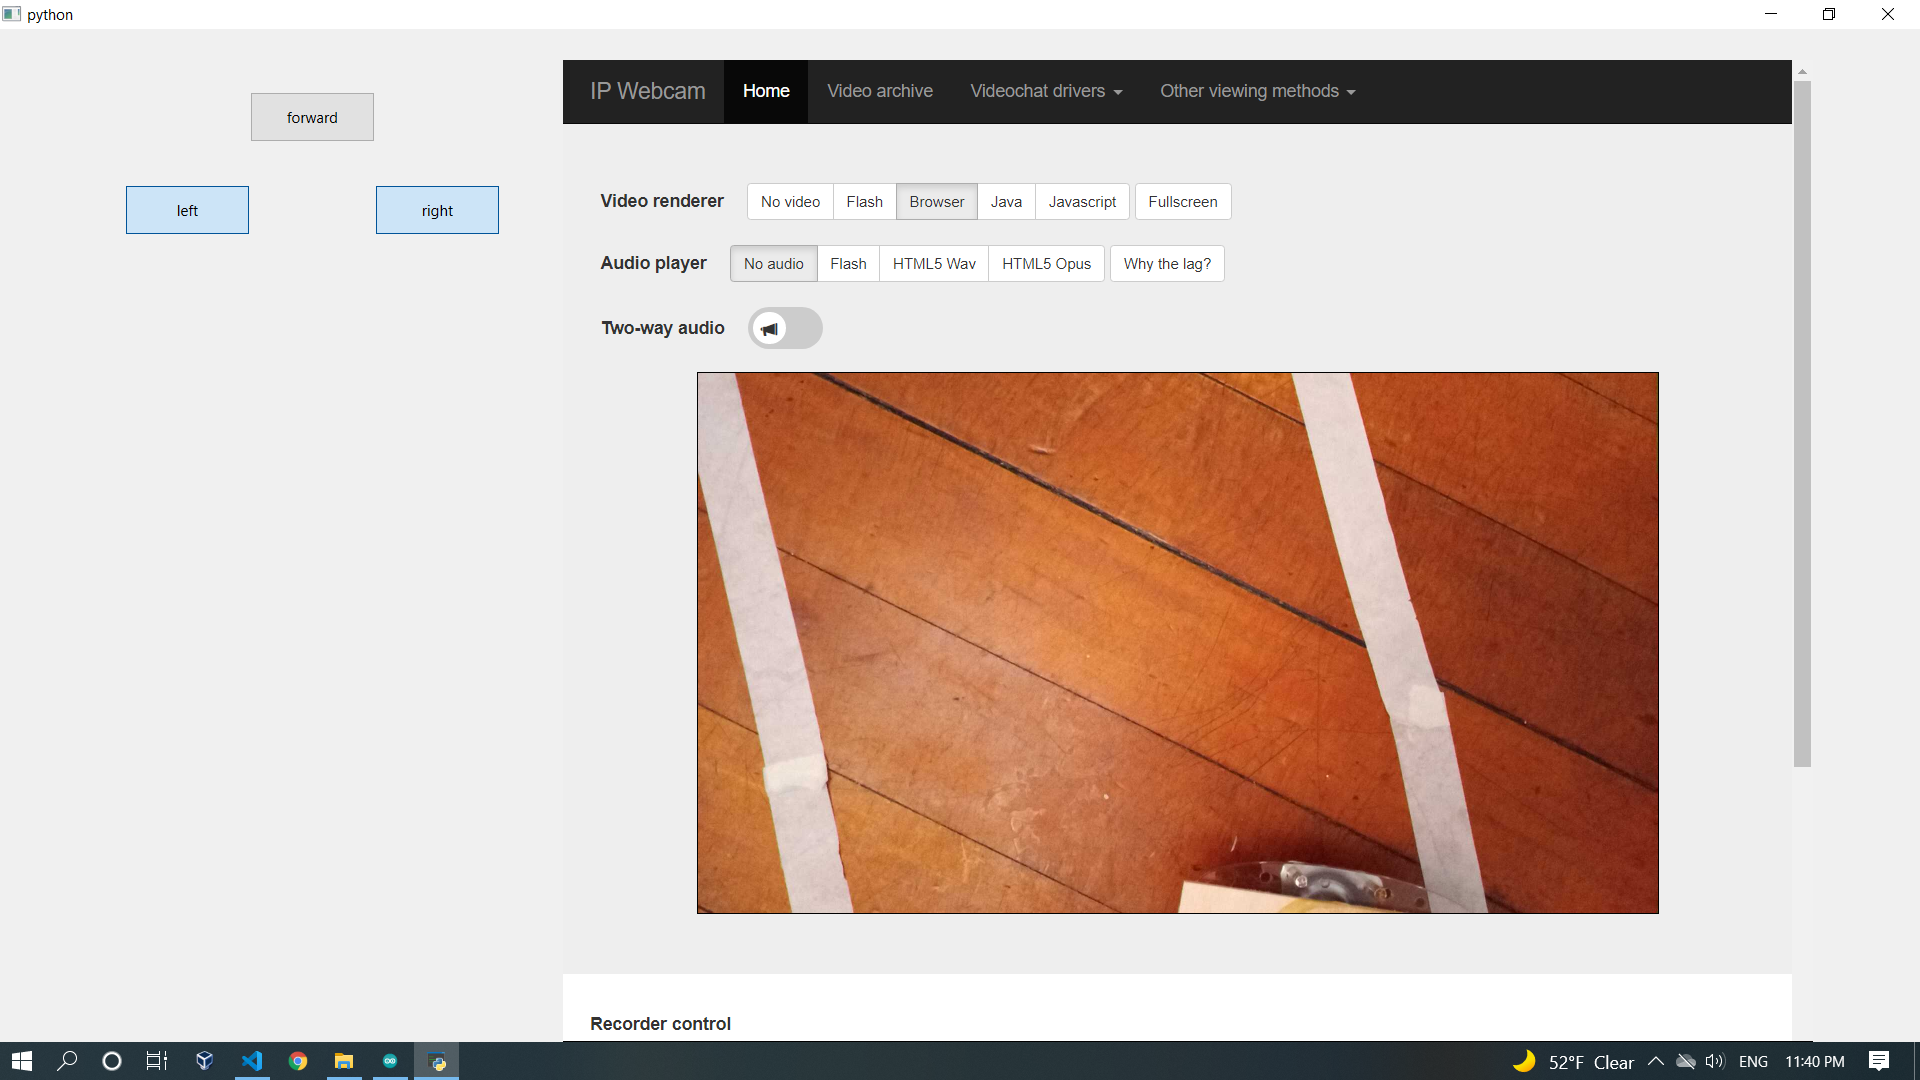 python
forward
left
right
IP Webcam Home Video archive Videochat drivers Other viewing methods
Video renderer No video Flash Browser Java Javascript Fullscreen
Audio player No audio Flash HTML5 Wav HTML5 Opus Why the lag?
Two-way audio
Recorder control
52°F Clear ENG 11:40 PM